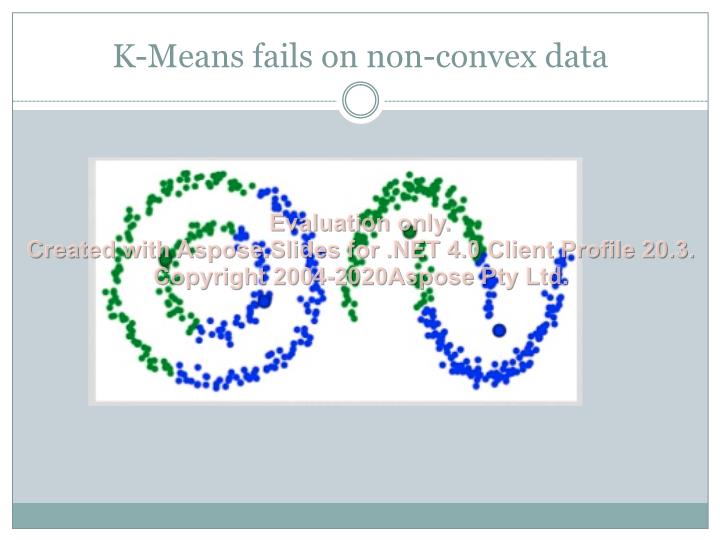 K-Means fails on non-convex data
Evaluation only.
Created with Aspose.Slides for .NET 4.0 Client Profile 20.3.
Copyright 2004-2020Aspose Pty Ltd.